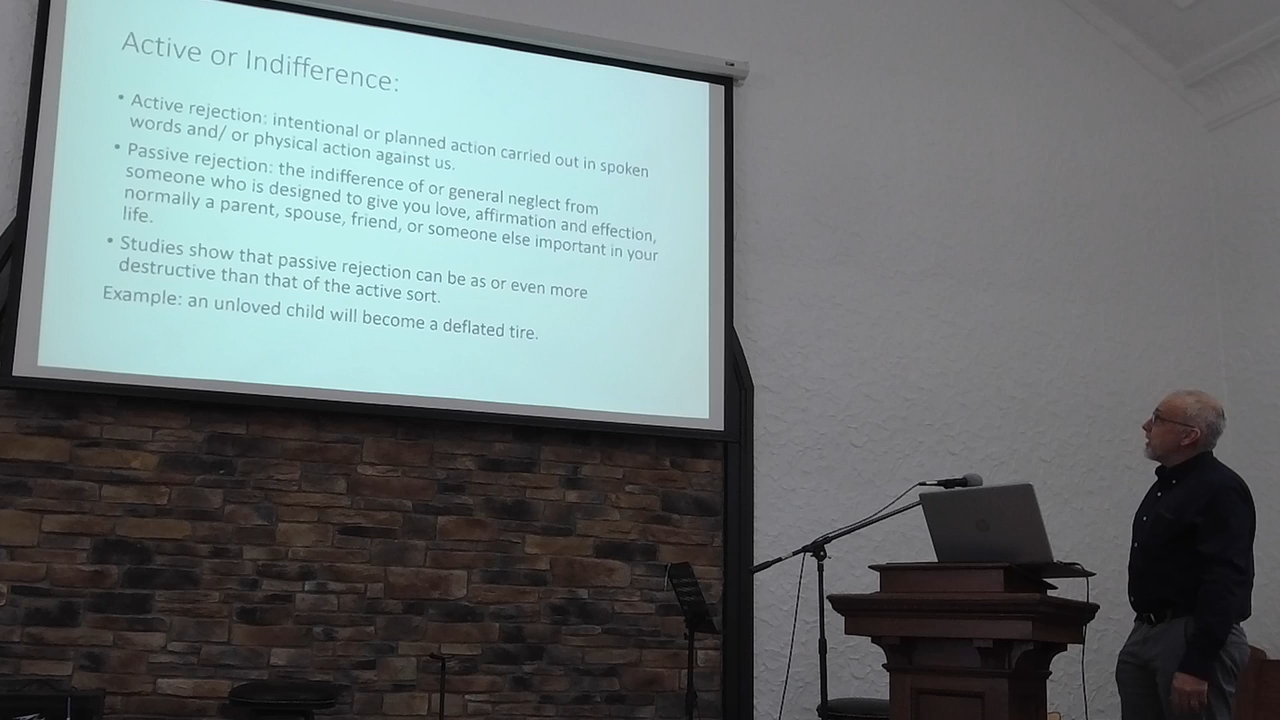 Active or Indifference:
• Active rejection: intentional or planned action carried out in spoken
words and/ or physical action against us.
• Passive rejection: the indifference of or general neglect from
someone who is designed to give you love, affirmation and effection,
normally a parent, spouse, friend, or someone else important in your
life.
• Studies show that passive rejection can be as or even more
destructive than that of the active sort.
Example: an unloved child will become a deflated tire.